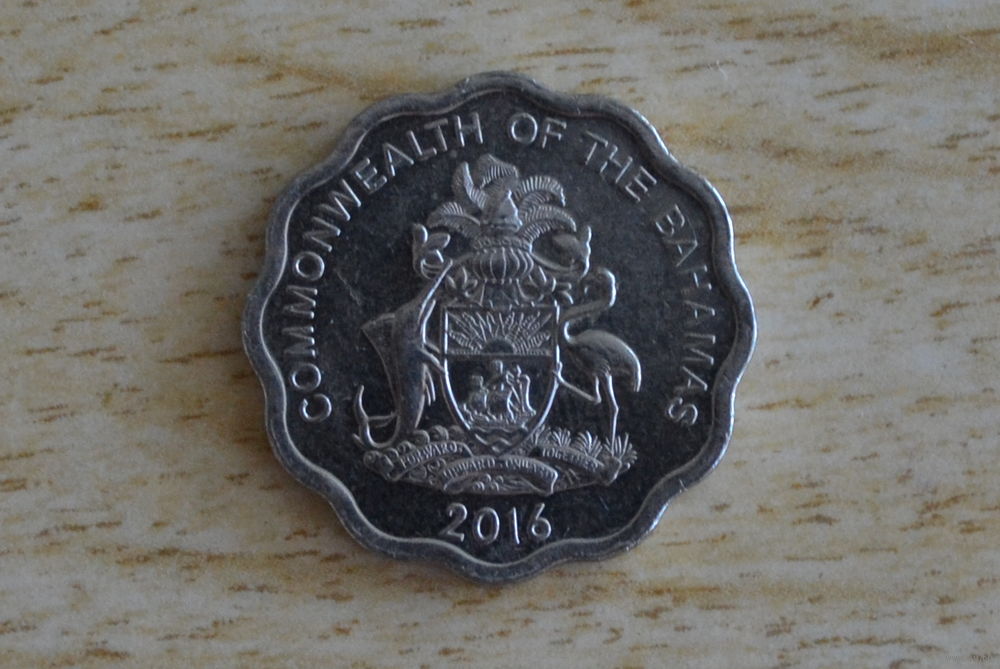 COMMONWEALTH OF THE BAHAMAS
FORWARD UPWARD ONWARD TOGETHER
2016